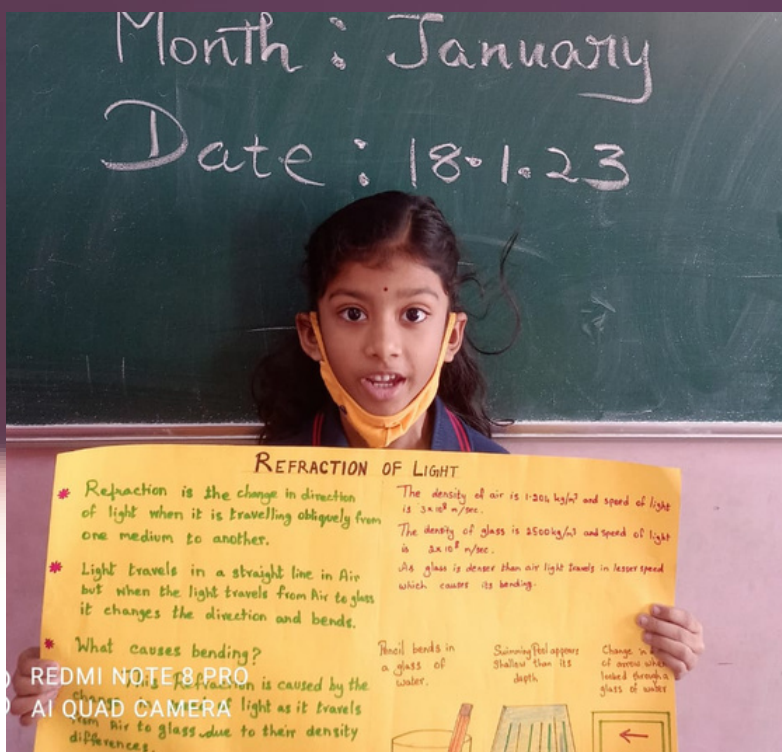 Month : January
Date : 18.1.23
REFRACTION OF LIGHT
* Refraction is the change in direction
of light when it is travelling obliquely from
one medium to another.
* Light travels in a straight line in Air
but when the light travels from Air to glass
it changes the direction and bends.
* What causes bending?
This Refraction is caused by the
change in of light as it travels
from Air to glass due to their density
differences.
The density of air is 1.204 kg/m³ and speed of light
is 3x10⁸ m/sec.
The density of glass is 2500 kg/m³ and speed of light
is 2x10⁸ m/sec.
As glass is denser than air light travels in lesser speed
which causes its bending.
Pencil bends in
a glass of
water.
Swimming Pool appears
Shallow than its
depth
Change in
of arrow when
looked through a
glass of water
REDMI NOTE 8 PRO
AI QUAD CAMERA